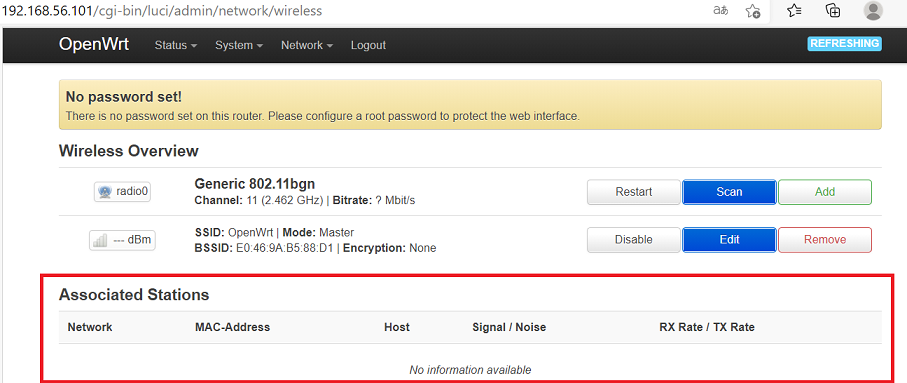 192.168.56.101/cgi-bin/luci/admin/network/wireless aあ
OpenWrt Status System Network Logout REFRESHING
No password set!
There is no password set on this router. Please configure a root password to protect the web interface.
Wireless Overview
radio0 Generic 802.11bgn Restart Scan Add
Channel: 11 (2.462 GHz) | Bitrate: ? Mbit/s
--- dBm SSID: OpenWrt | Mode: Master Disable Edit Remove
BSSID: E0:46:9A:B5:88:D1 | Encryption: None
Associated Stations
Network MAC-Address Host Signal / Noise RX Rate / TX Rate
No information available